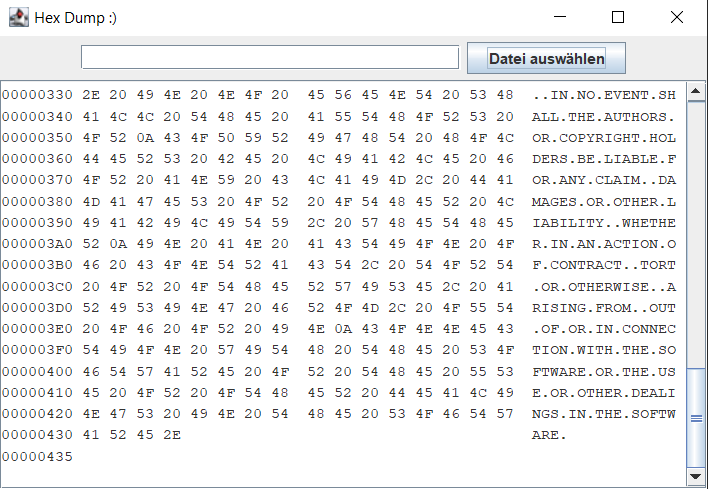 Hex Dump :)
Datei auswählen
00000330 2E 20 49 4E 20 4E 4F 20 45 56 45 4E 54 20 53 48 ..IN.NO.EVENT.SH
00000340 41 4C 4C 20 54 48 45 20 41 55 54 48 4F 52 53 20 ALL.THE.AUTHORS.
00000350 4F 52 0A 43 4F 50 59 52 49 47 48 54 20 48 4F 4C OR.COPYRIGHT.HOL
00000360 44 45 52 53 20 42 45 20 4C 49 41 42 4C 45 20 46 DERS.BE.LIABLE.F
00000370 4F 52 20 41 4E 59 20 43 4C 41 49 4D 2C 20 44 41 OR.ANY.CLAIM..DA
00000380 4D 41 47 45 53 20 4F 52 20 4F 54 48 45 52 20 4C MAGES.OR.OTHER.L
00000390 49 41 42 49 4C 49 54 59 2C 20 57 48 45 54 48 45 IABILITY..WHETHE
000003A0 52 0A 49 4E 20 41 4E 20 41 43 54 49 4F 4E 20 4F R.IN.AN.ACTION.O
000003B0 46 20 43 4F 4E 54 52 41 43 54 2C 20 54 4F 52 54 F.CONTRACT..TORT
000003C0 20 4F 52 20 4F 54 48 45 52 57 49 53 45 2C 20 41 .OR.OTHERWISE..A
000003D0 52 49 53 49 4E 47 20 46 52 4F 4D 2C 20 4F 55 54 RISING.FROM..OUT
000003E0 20 4F 46 20 4F 52 20 49 4E 0A 43 4F 4E 4E 45 43 .OF.OR.IN.CONNEC
000003F0 54 49 4F 4E 20 57 49 54 48 20 54 48 45 20 53 4F TION.WITH.THE.SO
00000400 46 54 57 41 52 45 20 4F 52 20 54 48 45 20 55 53 FTWARE.OR.THE.US
00000410 45 20 4F 52 20 4F 54 48 45 52 20 44 45 41 4C 49 E.OR.OTHER.DEALI
00000420 4E 47 53 20 49 4E 20 54 48 45 20 53 4F 46 54 57 NGS.IN.THE.SOFTW
00000430 41 52 45 2E ARE.
00000435